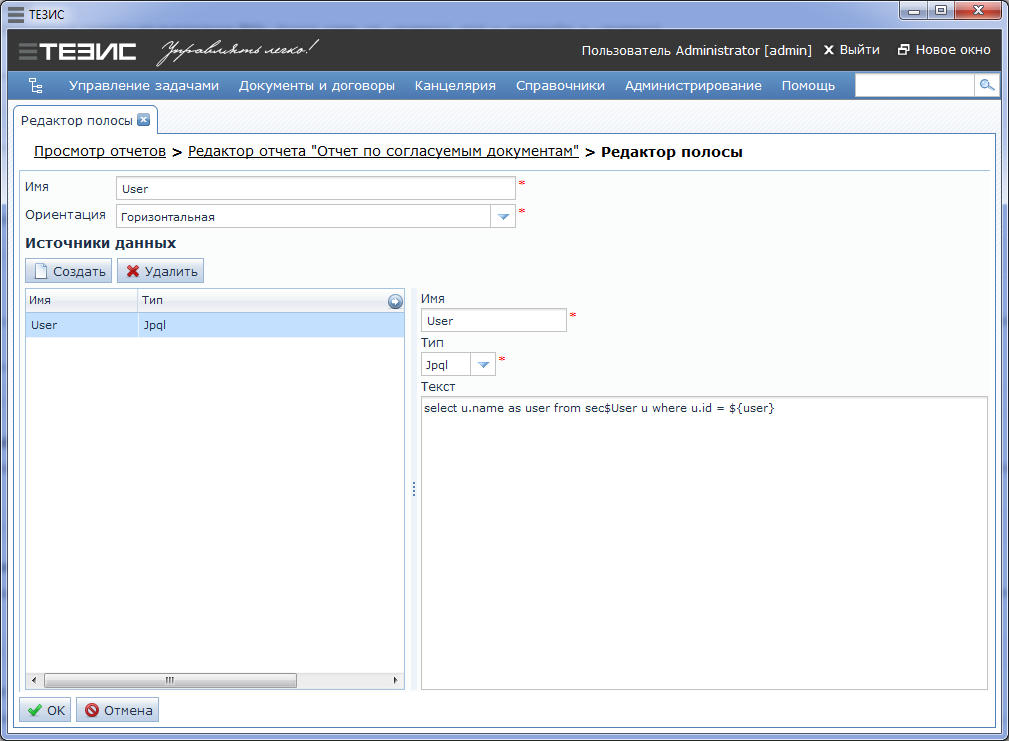 ТЕЗИС
ТЕЗИС Управлять легко! Пользователь Administrator [admin] Выйти Новое окно
Управление задачами Документы и договоры Канцелярия Справочники Администрирование Помощь
Редактор полосы
Просмотр отчетов > Редактор отчета "Отчет по согласуемым документам" > Редактор полосы
Имя User *
Ориентация Горизонтальная *
Источники данных
Создать Удалить
Имя Тип
User Jpql
Имя
User *
Тип
Jpql *
Текст
select u.name as user from sec$User u where u.id = ${user}
OK Отмена